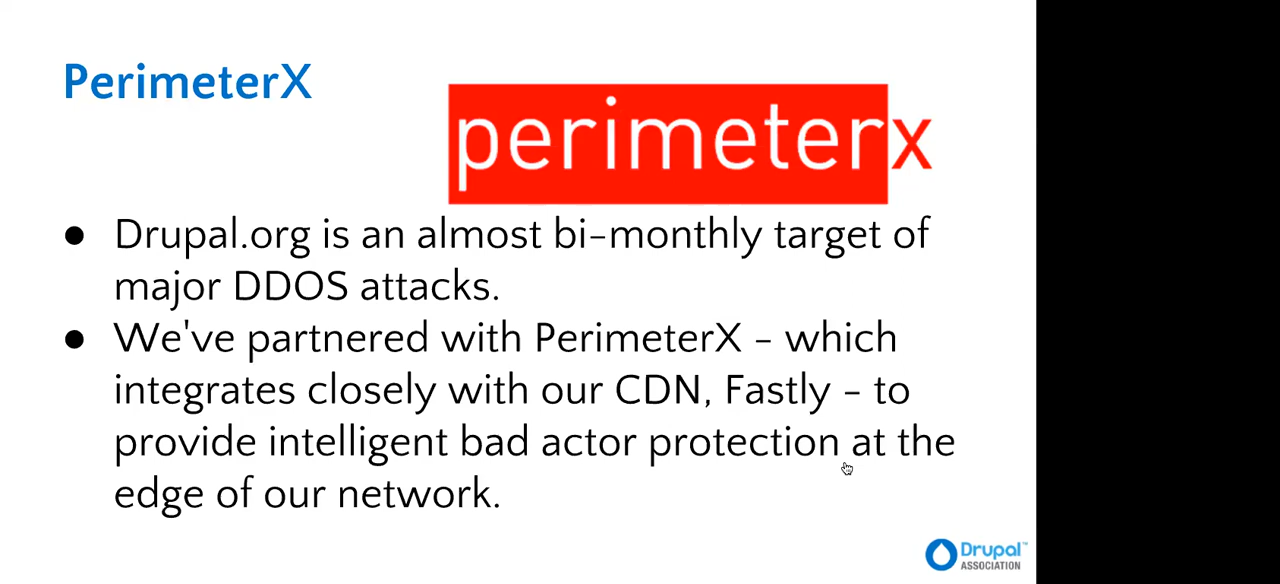 PerimeterX
perimeterx
● Drupal.org is an almost bi-monthly target of
major DDOS attacks.
● We've partnered with PerimeterX - which
integrates closely with our CDN, Fastly - to
provide intelligent bad actor protection at the
edge of our network.
Drupal™
ASSOCIATION